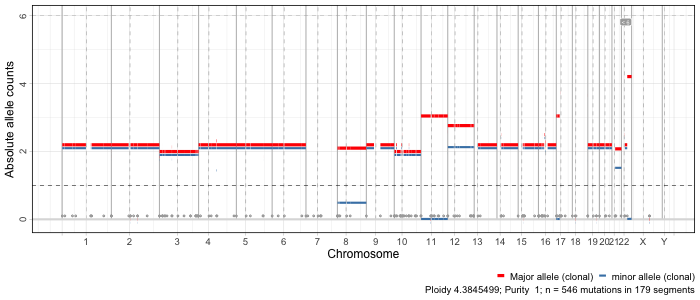 6
4
2
0
Absolute allele counts
1 2 3 4 5 6 7 8 9 10 11 12 13 14 15 16 17 18 19 20 21 22 X Y
Chromosome
Major allele (clonal) minor allele (clonal)
Ploidy 4.3845499; Purity 1; n = 546 mutations in 179 segments